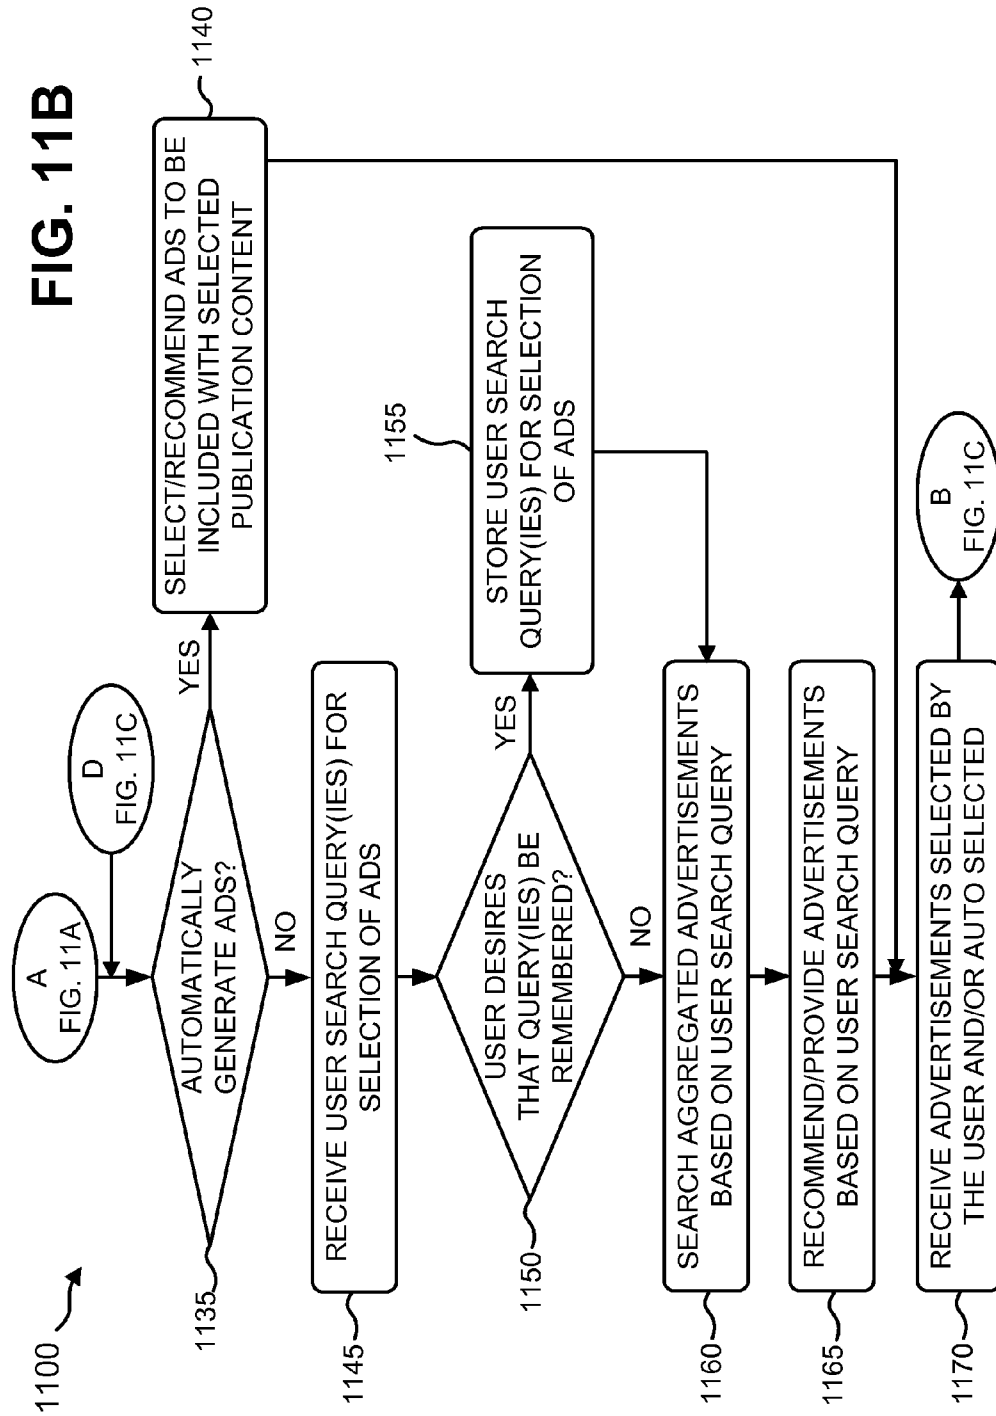 FIG. 11B
1100
A
FIG. 11A
D
FIG. 11C
AUTOMATICALLY
GENERATE ADS?
1135
YES
SELECT/RECOMMEND ADS TO BE
INCLUDED WITH SELECTED
PUBLICATION CONTENT
1140
NO
RECEIVE USER SEARCH QUERY(IES) FOR
SELECTION OF ADS
1145
USER DESIRES
THAT QUERY(IES) BE
REMEMBERED?
1150
YES
STORE USER SEARCH
QUERY(IES) FOR SELECTION
OF ADS
1155
NO
SEARCH AGGREGATED ADVERTISEMENTS
BASED ON USER SEARCH QUERY
1160
RECOMMEND/PROVIDE ADVERTISEMENTS
BASED ON USER SEARCH QUERY
1165
RECEIVE ADVERTISEMENTS SELECTED BY
THE USER AND/OR AUTO SELECTED
1170
B
FIG. 11C